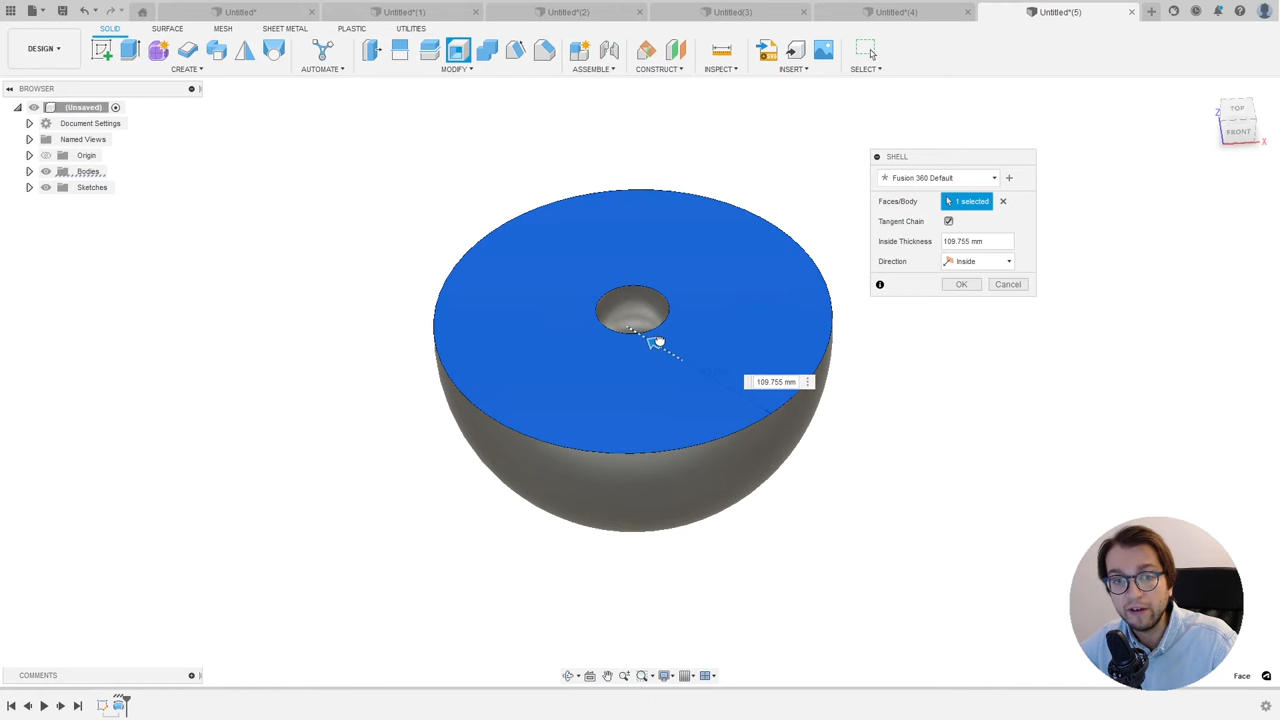 Untitled*
Untitled*(1)
Untitled*(2)
Untitled(3)
Untitled*(4)
Untitled*(5)
DESIGN
SOLID
SURFACE
MESH
SHEET METAL
PLASTIC
UTILITIES
CREATE
AUTOMATE
MODIFY
ASSEMBLE
CONSTRUCT
INSPECT
INSERT
SELECT
BROWSER
(Unsaved)
Document Settings
Named Views
Origin
Bodies
Sketches
TOP
FRONT
Z
X
SHELL
Fusion 360 Default
Faces/Body
1 selected
Tangent Chain
Inside Thickness
109.755 mm
Direction
Inside
OK
Cancel
109.755 mm
COMMENTS
Face